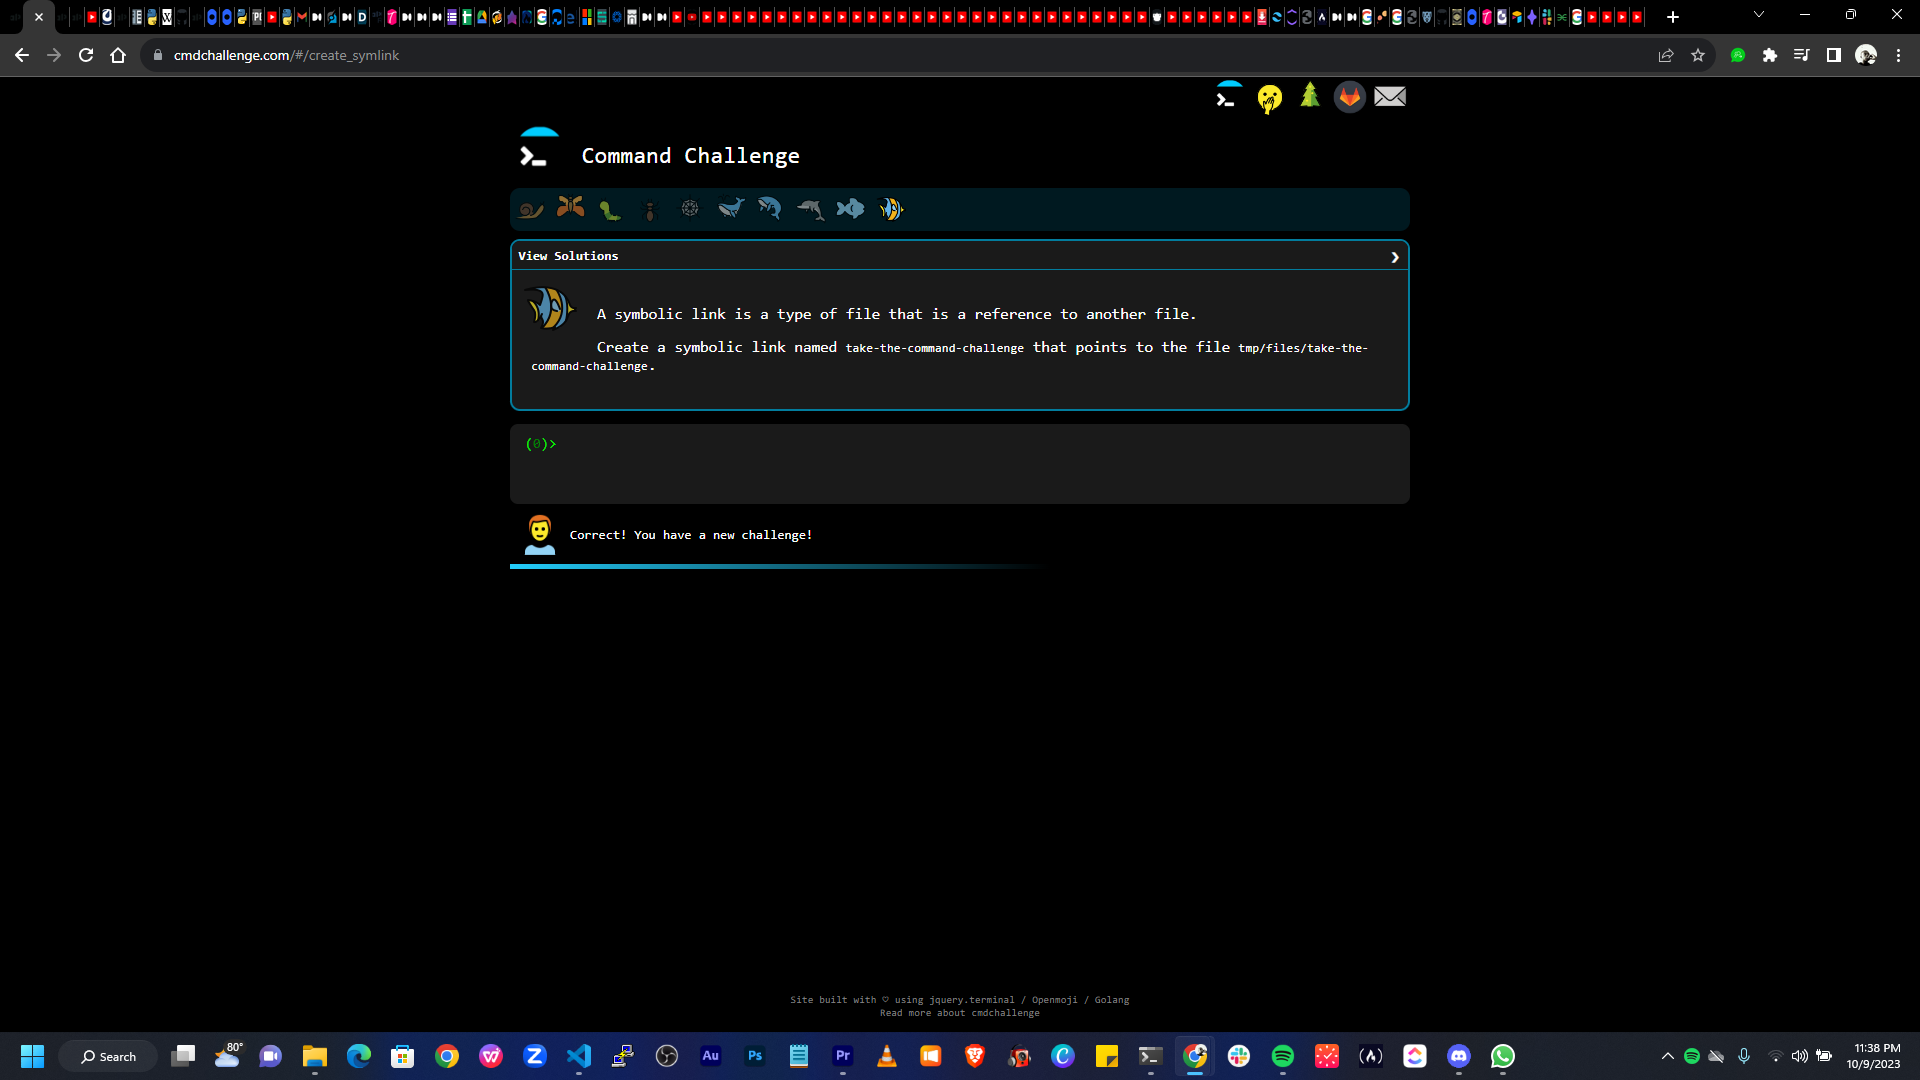 cmdchallenge.com/#/create_symlink
Command Challenge
View Solutions
A symbolic link is a type of file that is a reference to another file.
Create a symbolic link named take-the-command-challenge that points to the file tmp/files/take-the-
command-challenge.
(0)>
Correct! You have a new challenge!
Site built with ♡ using jquery.terminal / Openmoji / Golang
Read more about cmdchallenge
Search
80°
Au
Ps
Pr
11:38 PM
10/9/2023